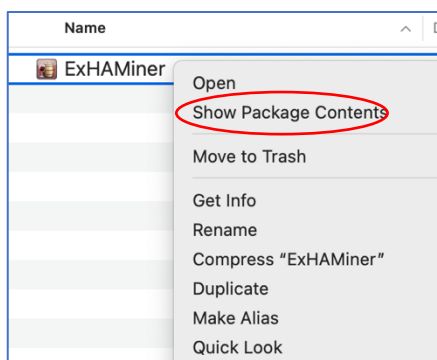 Name
ExHAMiner
Open
Show Package Contents
Move to Trash
Get Info
Rename
Compress “ExHAMiner”
Duplicate
Make Alias
Quick Look